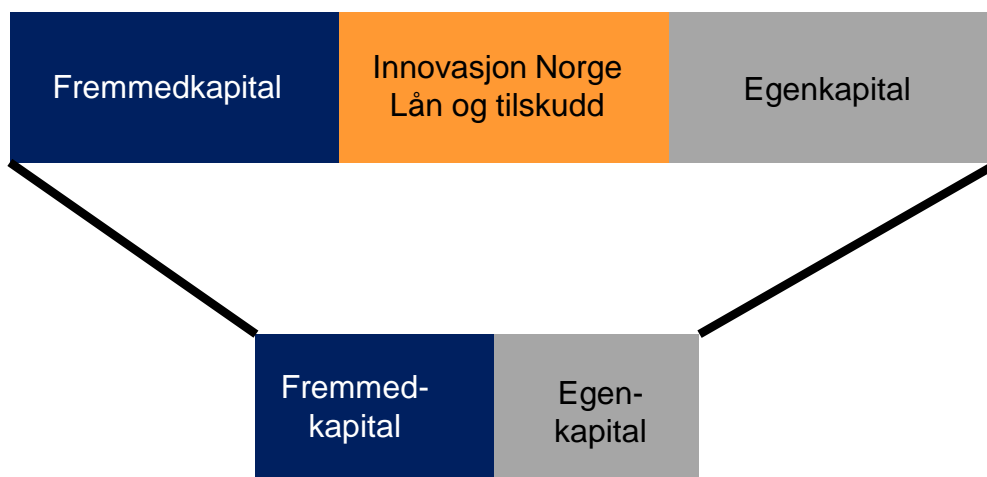 Fremmedkapital
Innovasjon Norge
Lån og tilskudd
Egenkapital
Fremmed-
kapital
Egen-
kapital